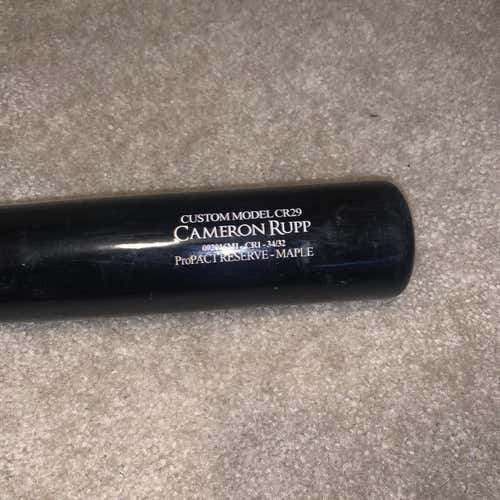 CUSTOM MODEL CR29
CAMERON RUPP
- CR1 - 34/32
PROPACT RESERVE - MAPLE